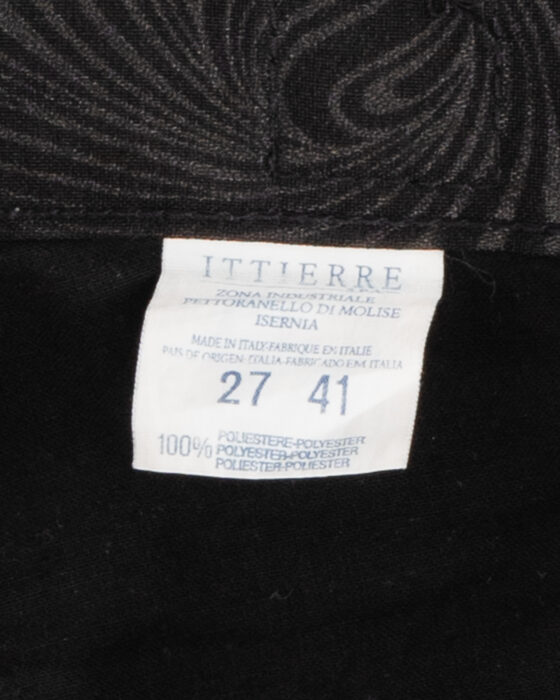 ITTIERRE
S.P.A.
ZONA INDUSTRIALE
PETTORANELLO DI MOLISE
ISERNIA
MADE IN ITALY-FABRIQUE EN ITALIE
PAIS DE ORIGEN: ITALIA-FABRICADO EM ITALIA
27 41
100% POLIESTERE-POLYESTER
POLYESTER-POLYESTER
POLIESTER-POLIESTER